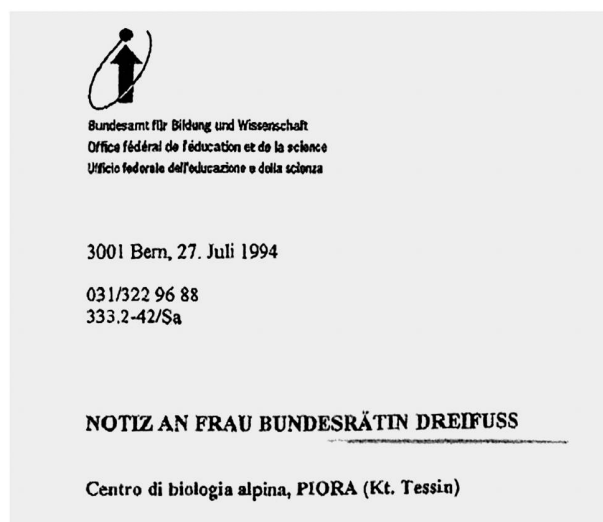 Bundesamt für Bildung und Wissenschaft
Office fédéral de l'éducation et de la science
Ufficio federale dell'educazione e della scienza
3001 Bern, 27. Juli 1994
031/322 96 88
333.2-42/Sa
NOTIZ AN FRAU BUNDESRÄTIN DREIFUSS
Centro di biologia alpina, PIORA (Kt. Tessin)